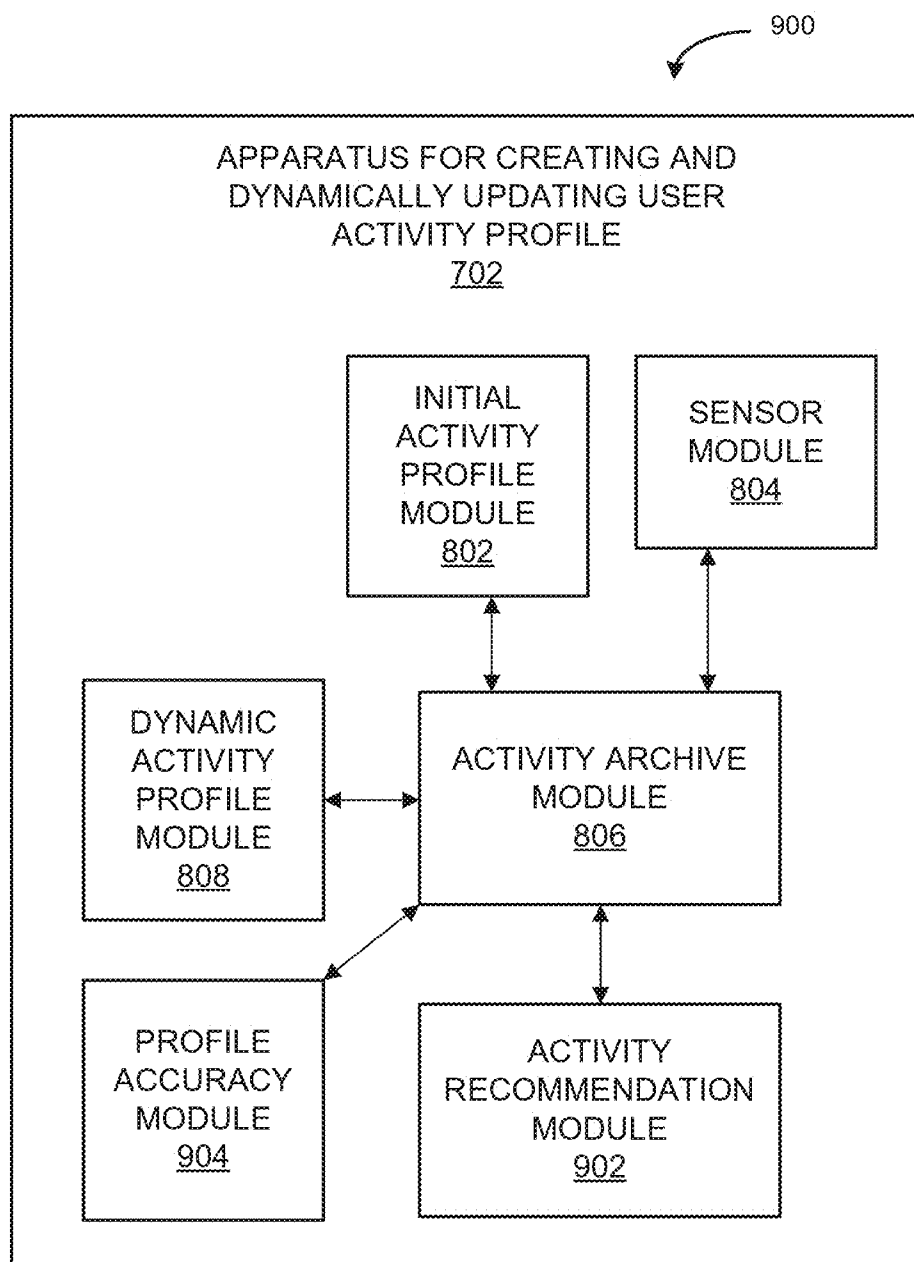 900
APPARATUS FOR CREATING AND
DYNAMICALLY UPDATING USER
ACTIVITY PROFILE
702
INITIAL
ACTIVITY
PROFILE
MODULE
802
SENSOR
MODULE
804
DYNAMIC
ACTIVITY
PROFILE
MODULE
808
ACTIVITY ARCHIVE
MODULE
806
PROFILE
ACCURACY
MODULE
904
ACTIVITY
RECOMMENDATION
MODULE
902